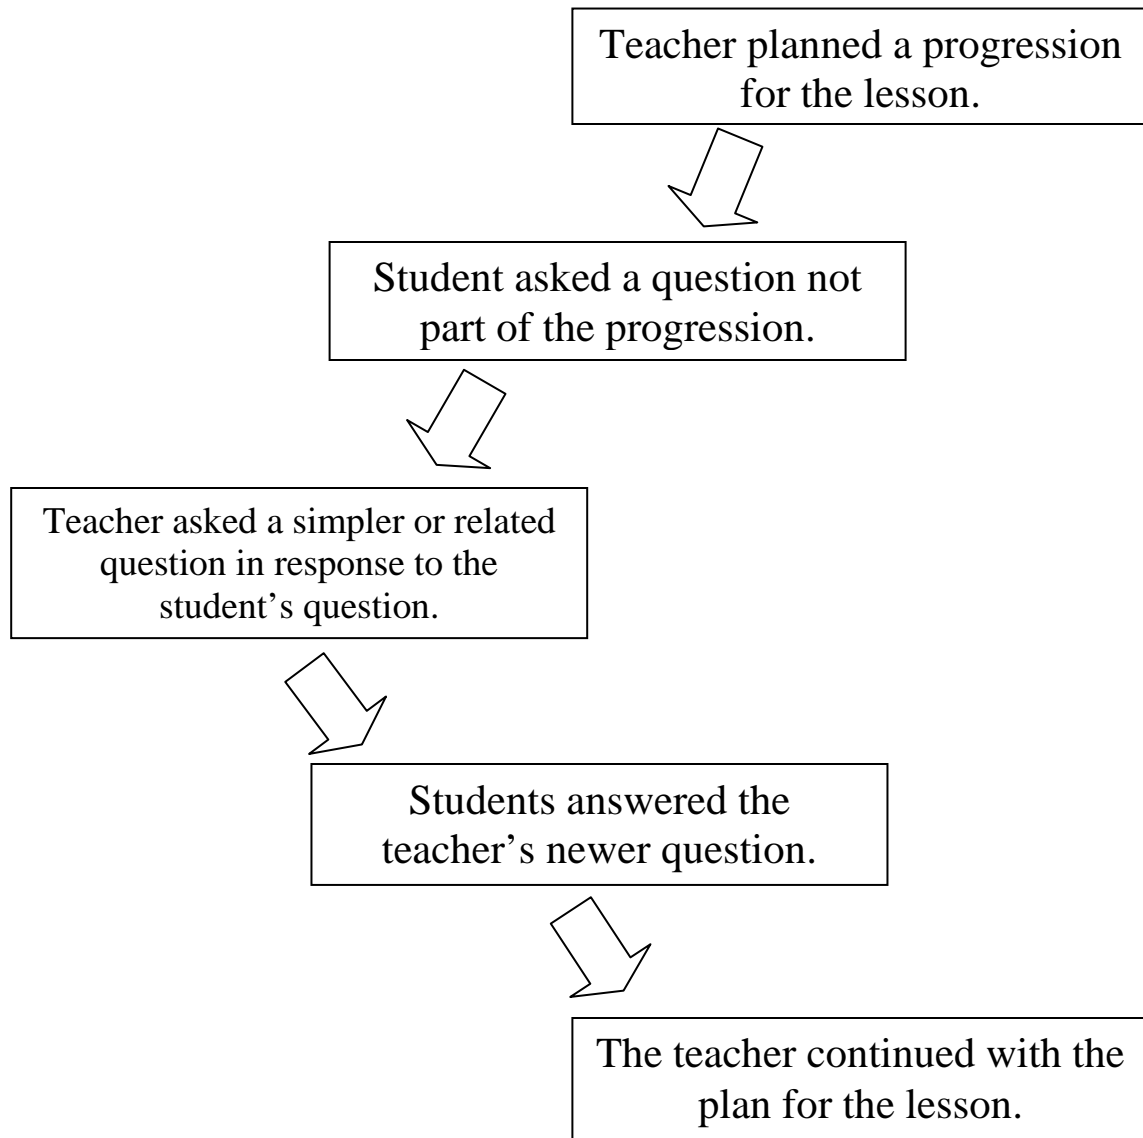 Teacher planned a progression
for the lesson.
Student asked a question not
part of the progression.
Teacher asked a simpler or related
question in response to the
student’s question.
Students answered the
teacher’s newer question.
The teacher continued with the
plan for the lesson.